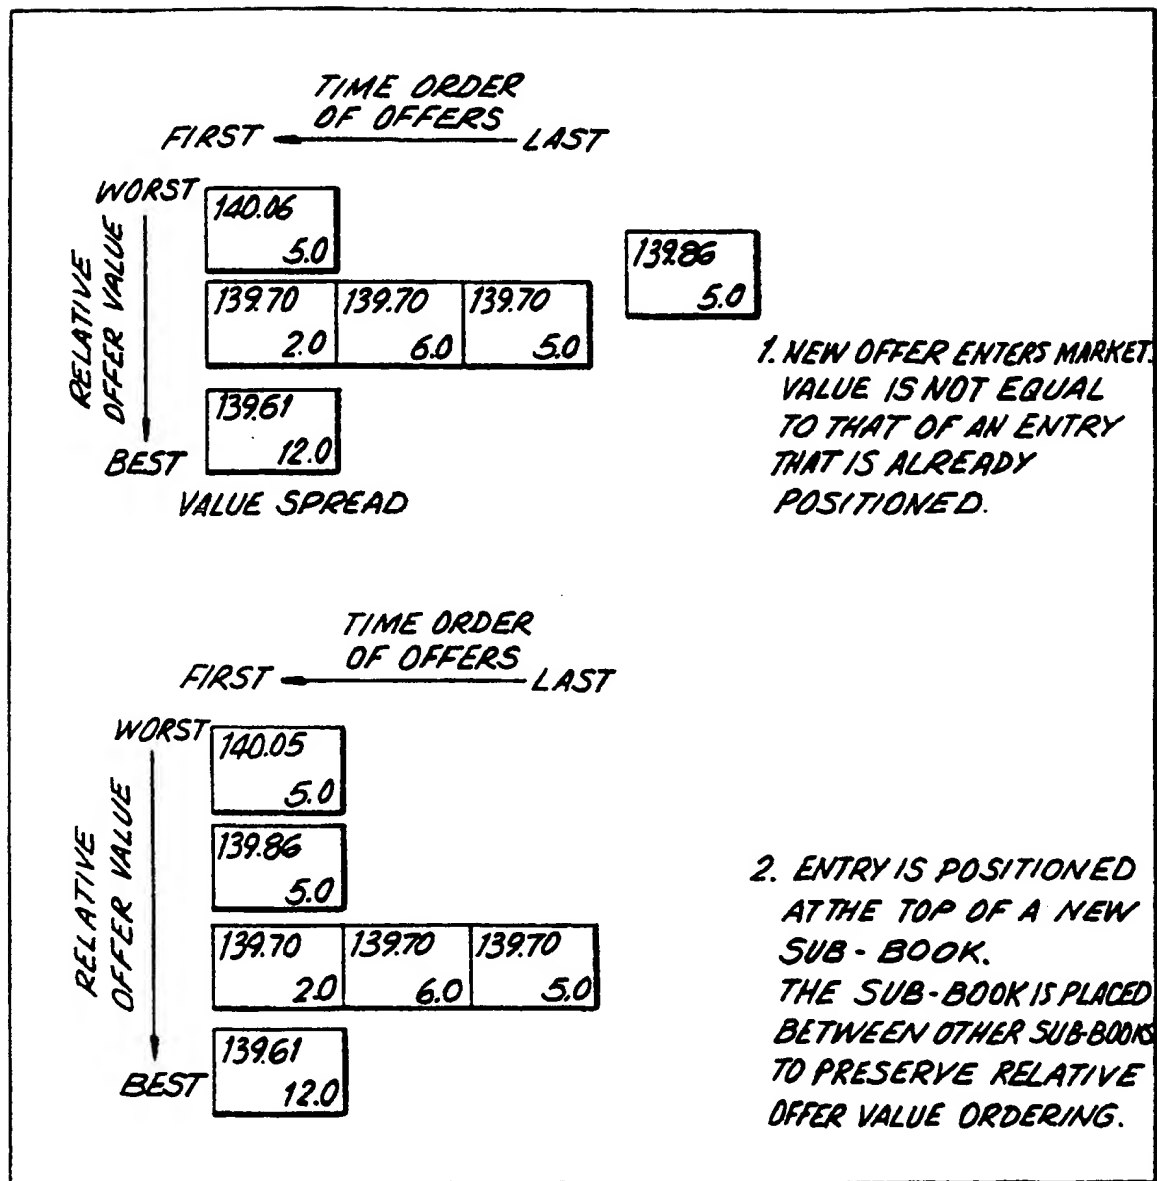 TIME ORDER
OF OFFERS
FIRST LAST
WORST
RELATIVE
OFFER VALUE
BEST
140.06
5.0
139.70 139.70 139.70
2.0 6.0 5.0
139.61
12.0
VALUE SPREAD
139.86
5.0
1. NEW OFFER ENTERS MARKET.
VALUE IS NOT EQUAL
TO THAT OF AN ENTRY
THAT IS ALREADY
POSITIONED.
TIME ORDER
OF OFFERS
FIRST LAST
WORST
RELATIVE
OFFER VALUE
BEST
140.05
5.0
139.86
5.0
139.70 139.70 139.70
2.0 6.0 5.0
139.61
12.0
2. ENTRY IS POSITIONED
AT THE TOP OF A NEW
SUB-BOOK.
THE SUB-BOOK IS PLACED
BETWEEN OTHER SUB-BOOKS
TO PRESERVE RELATIVE
OFFER VALUE ORDERING.